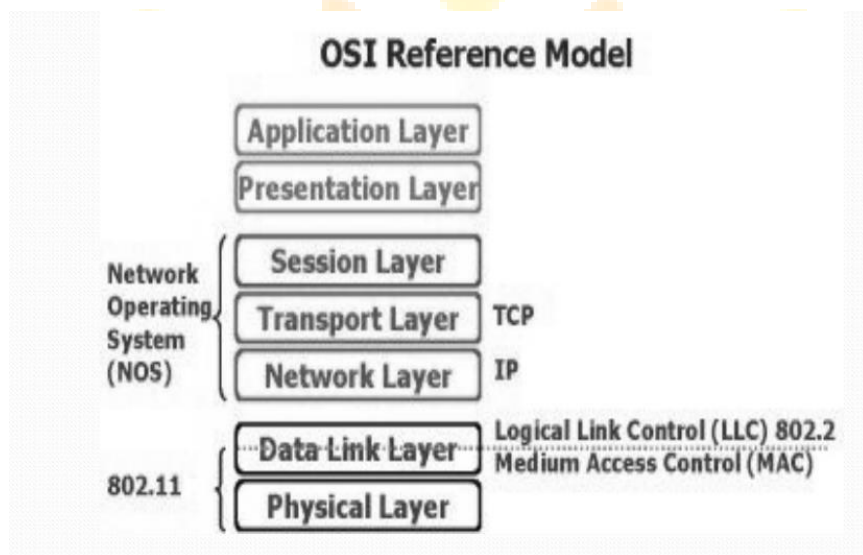 OSI Reference Model
Application Layer
Presentation Layer
Session Layer
Network
Operating
System
(NOS)
Transport Layer
TCP
Network Layer
IP
Data Link Layer
Logical Link Control (LLC) 802.2
Medium Access Control (MAC)
802.11
Physical Layer